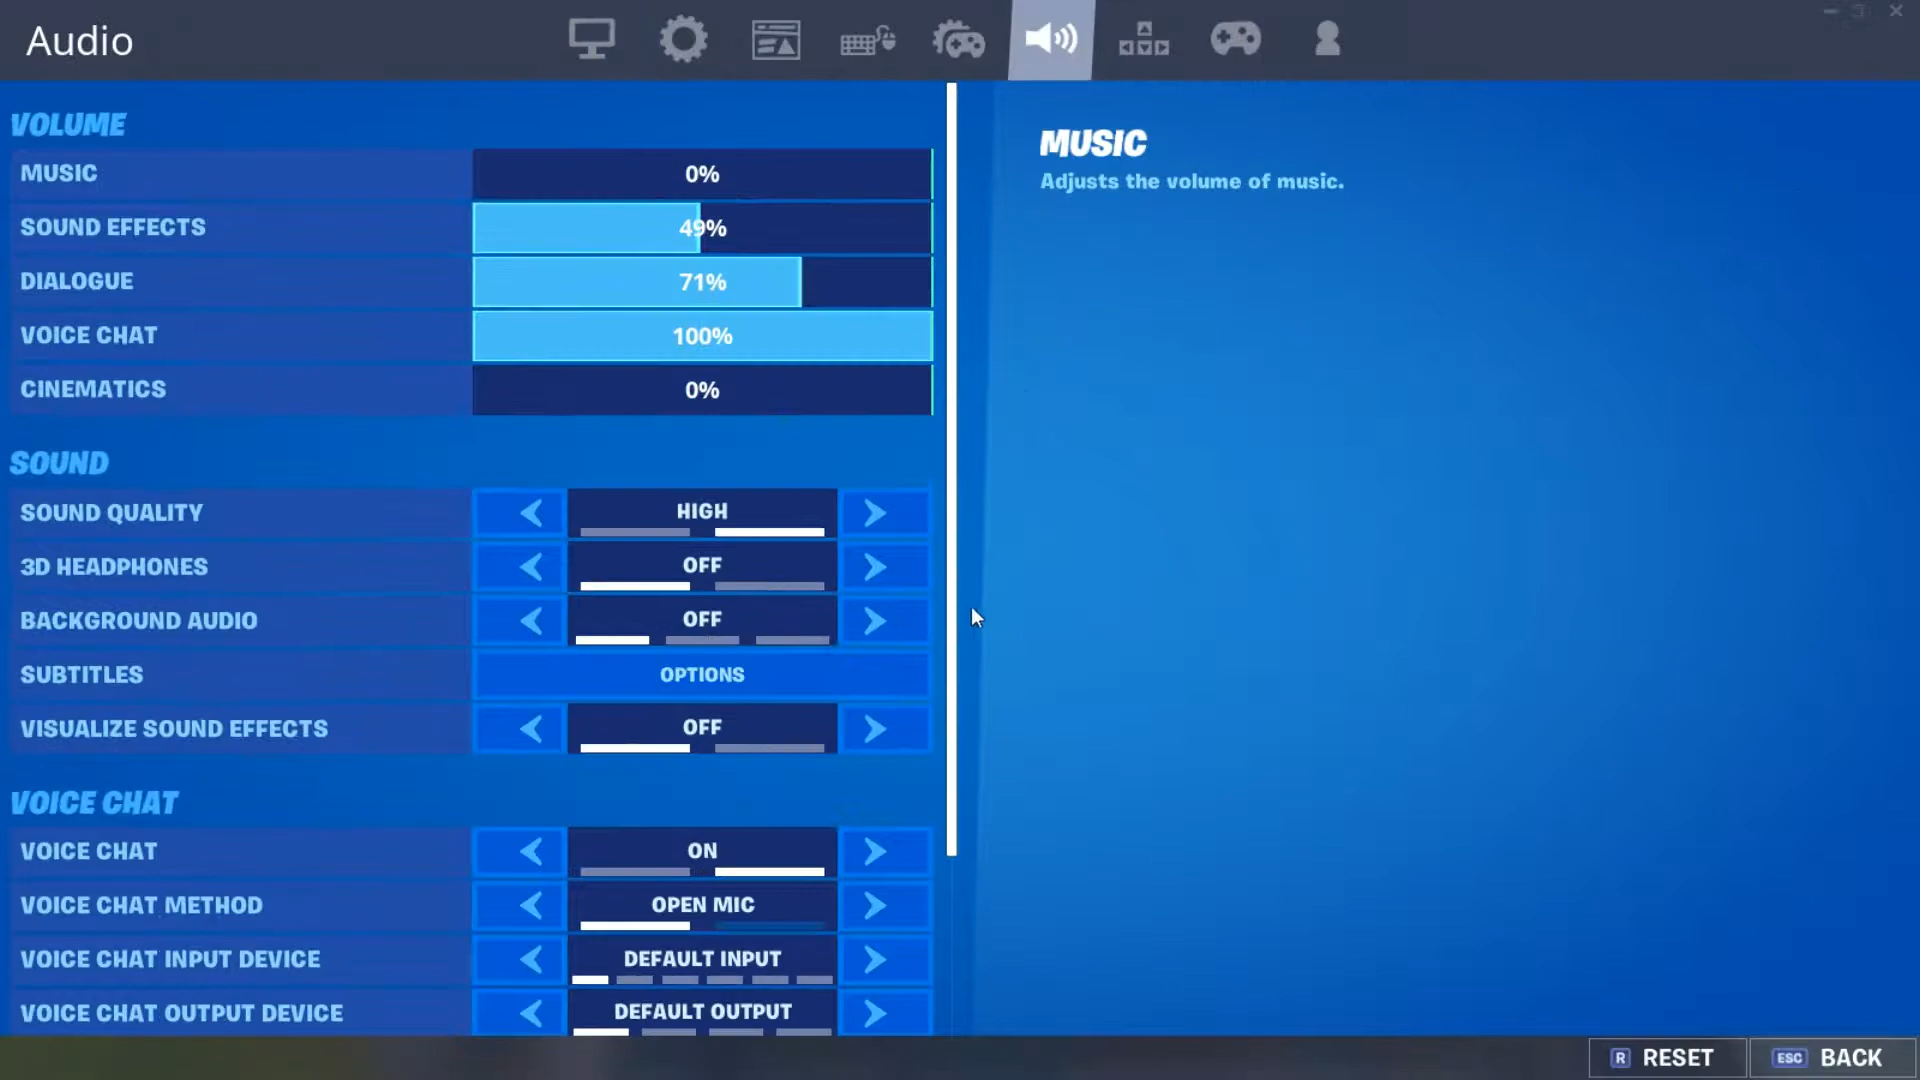 Audio
VOLUME
MUSIC 0%
SOUND EFFECTS 49%
DIALOGUE 71%
VOICE CHAT 100%
CINEMATICS 0%
SOUND
SOUND QUALITY HIGH
3D HEADPHONES OFF
BACKGROUND AUDIO OFF
SUBTITLES OPTIONS
VISUALIZE SOUND EFFECTS OFF
VOICE CHAT
VOICE CHAT ON
VOICE CHAT METHOD OPEN MIC
VOICE CHAT INPUT DEVICE DEFAULT INPUT
VOICE CHAT OUTPUT DEVICE DEFAULT OUTPUT
MUSIC
Adjusts the volume of music.
R RESET ESC BACK